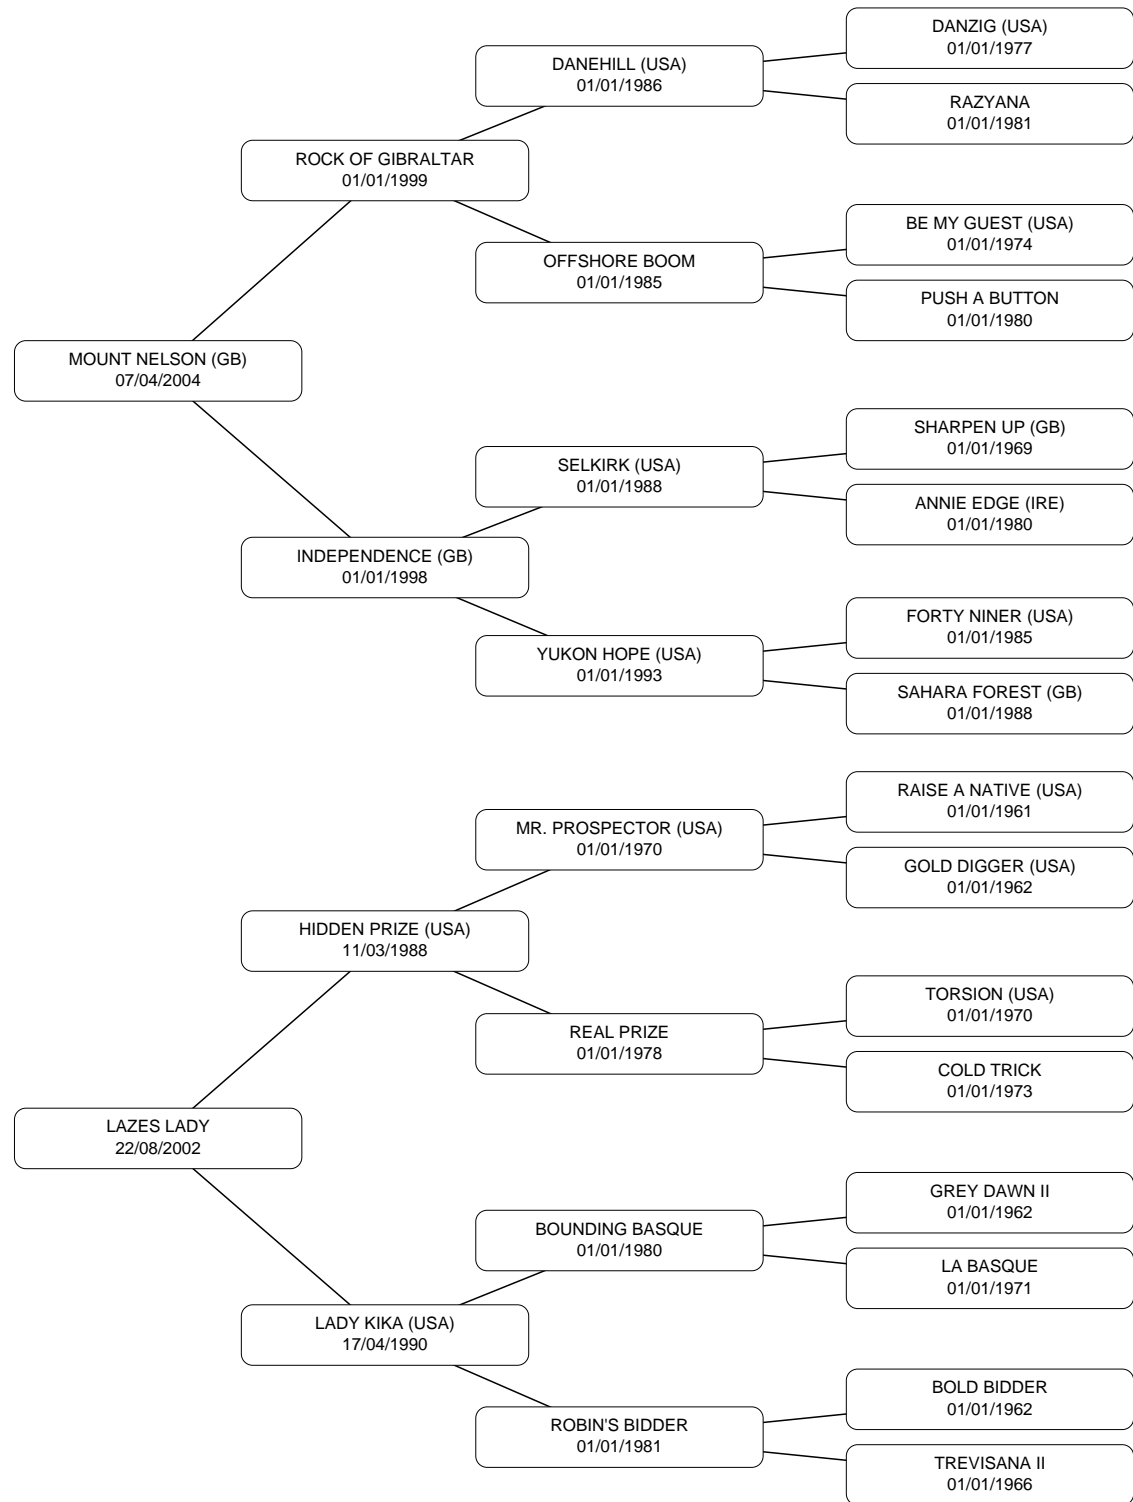 DANZIG (USA)
01/01/1977
DANEHILL (USA)
01/01/1986
RAZYANA
01/01/1981
ROCK OF GIBRALTAR
01/01/1999
BE MY GUEST (USA)
01/01/1974
OFFSHORE BOOM
01/01/1985
PUSH A BUTTON
01/01/1980
MOUNT NELSON (GB)
07/04/2004
SHARPEN UP (GB)
01/01/1969
SELKIRK (USA)
01/01/1988
ANNIE EDGE (IRE)
01/01/1980
INDEPENDENCE (GB)
01/01/1998
FORTY NINER (USA)
01/01/1985
YUKON HOPE (USA)
01/01/1993
SAHARA FOREST (GB)
01/01/1988
RAISE A NATIVE (USA)
01/01/1961
MR. PROSPECTOR (USA)
01/01/1970
GOLD DIGGER (USA)
01/01/1962
HIDDEN PRIZE (USA)
11/03/1988
TORSION (USA)
01/01/1970
REAL PRIZE
01/01/1978
COLD TRICK
01/01/1973
LAZES LADY
22/08/2002
GREY DAWN II
01/01/1962
BOUNDING BASQUE
01/01/1980
LA BASQUE
01/01/1971
LADY KIKA (USA)
17/04/1990
BOLD BIDDER
01/01/1962
ROBIN'S BIDDER
01/01/1981
TREVISANA II
01/01/1966